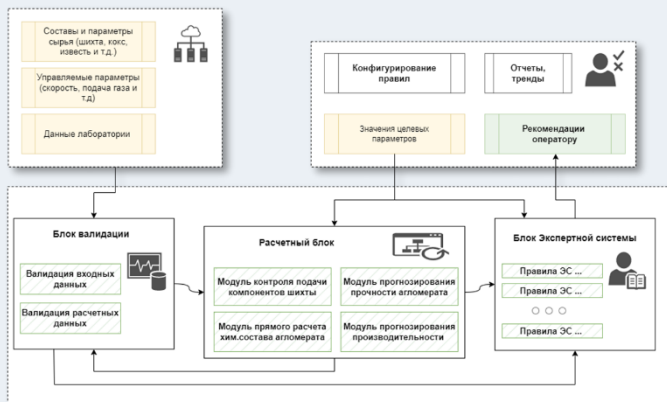 Составы и параметры
сырья (шихта, кокс,
известь и т.д.)
Управляемые параметры
(скорость, подача газа и
т.д)
Данные лаборатории
Конфигурирование
правил
Отчеты,
тренды
Значения целевых
параметров
Рекомендации
оператору
Блок валидации
Валидация входных
данных
Валидация расчетных
данных
Расчетный блок
Модуль контроля подачи
компонентов шихты
Модуль прогнозирования
прочности агломерата
Модуль прямого расчета
хим.состава агломерата
Модуль прогнозирования
производительности
Блок Экспертной системы
Правила ЭС ...
Правила ЭС ...
Правила ЭС ...